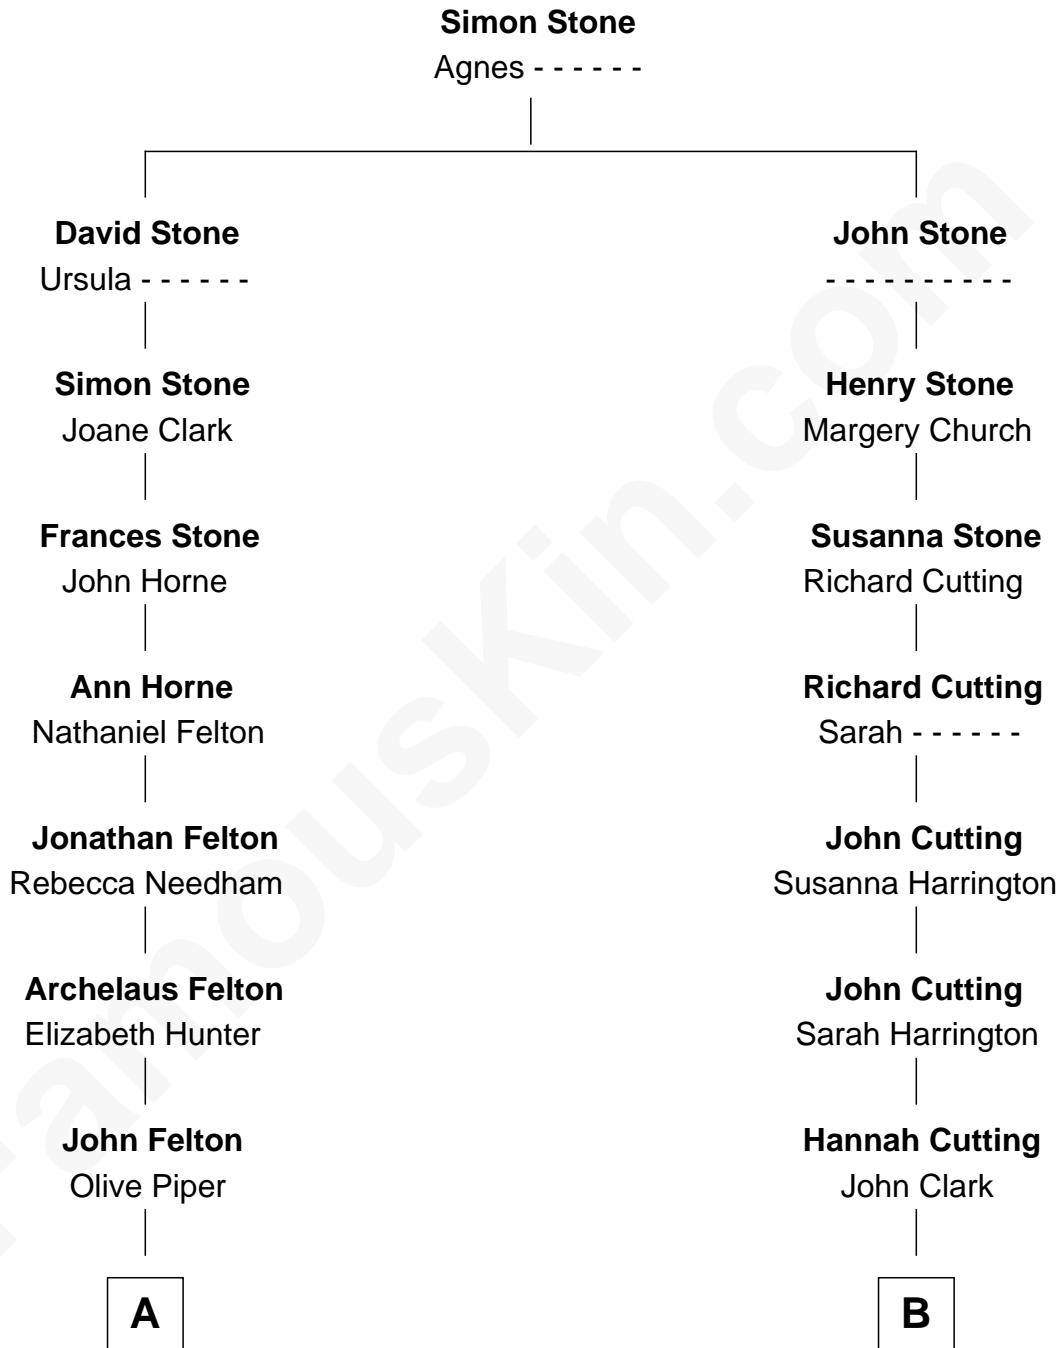 Simon Stone
Agnes - - - - - -
David Stone
Ursula - - - - - -
Simon Stone
Joane Clark
Frances Stone
John Horne
Ann Horne
Nathaniel Felton
Jonathan Felton
Rebecca Needham
Archelaus Felton
Elizabeth Hunter
John Felton
Olive Piper
A
John Stone
- - - - - - - - - -
Henry Stone
Margery Church
Susanna Stone
Richard Cutting
Richard Cutting
Sarah - - - - - -
John Cutting
Susanna Harrington
John Cutting
Sarah Harrington
Hannah Cutting
John Clark
B
FamousKin.com